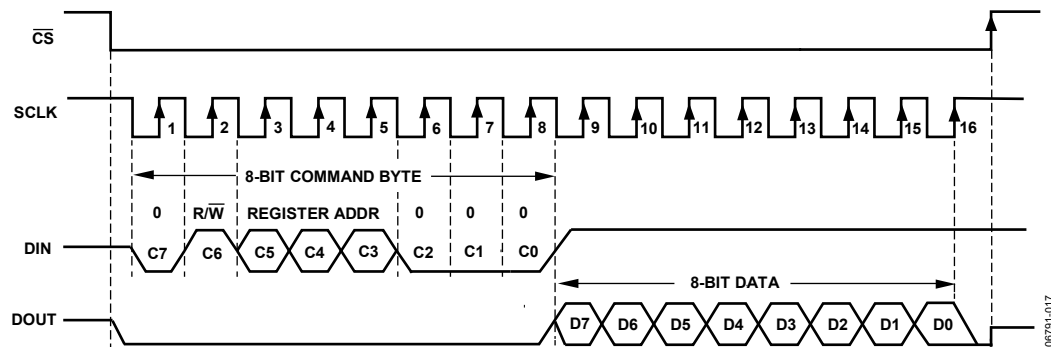 CS
SCLK
1 2 3 4 5 6 7 8 9 10 11 12 13 14 15 16
8-BIT COMMAND BYTE
0 R/W REGISTER ADDR 0 0 0
DIN C7 C6 C5 C4 C3 C2 C1 C0
8-BIT DATA
DOUT D7 D6 D5 D4 D3 D2 D1 D0
06791-017